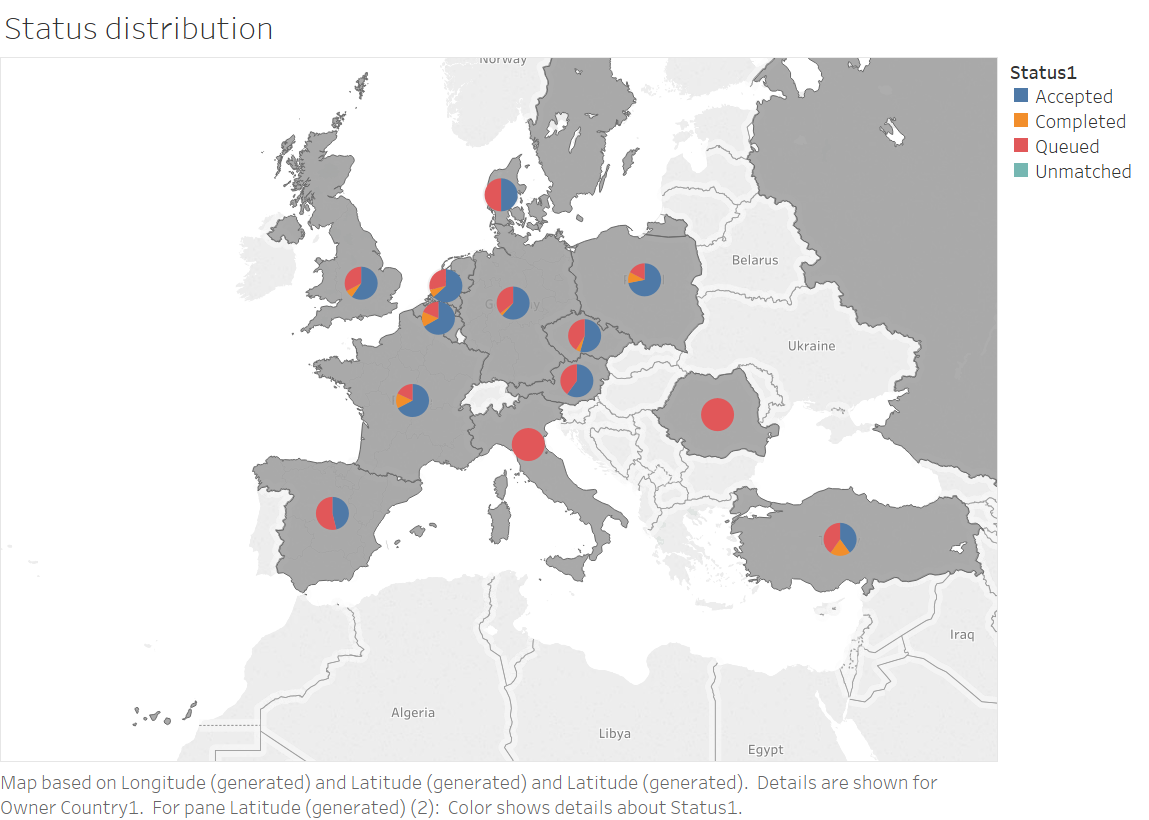 Status distribution
Norway
Status1
Accepted
Completed
Queued
Unmatched
Belarus
Ukraine
Iraq
Algeria
Libya
Egypt
Map based on Longitude (generated) and Latitude (generated) and Latitude (generated).  Details are shown for
Owner Country1.  For pane Latitude (generated) (2):  Color shows details about Status1.